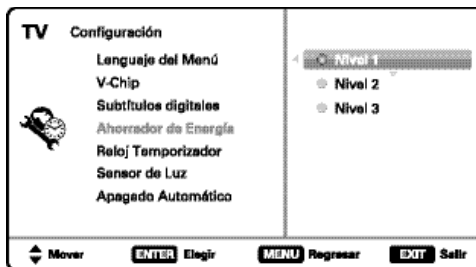 TV Configuración
Lenguaje del Menú
V-Chip
Subtítulos digitales
Ahorrador de Energía
Reloj Temporizador
Sensor de Luz
Apagado Automático
Nivel 1
Nivel 2
Nivel 3
Mover ENTER Elegir MENU Regresar EXIT Salir